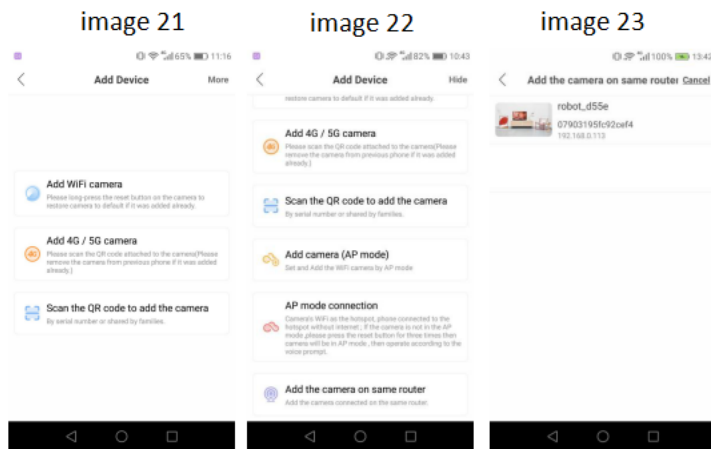 image 21
65% 11:16
Add Device More
Add WiFi camera
Please long-press the reset button on the camera to
restore camera to default if it was added already.
Add 4G / 5G camera
4G
Please scan the QR code attached to the camera(Please
remove the camera from previous phone if it was added
already.)
Scan the QR code to add the camera
By serial number or shared by families.
image 22
82% 10:43
Add Device Hide
restore camera to default if it was added already.
Add 4G / 5G camera
4G
Please scan the QR code attached to the camera(Please
remove the camera from previous phone if it was added
already.)
Scan the QR code to add the camera
By serial number or shared by families.
Add camera (AP mode)
Set and Add the WiFi camera by AP mode
AP mode connection
Camera's WiFi as the hotspot, phone connected to the
hotspot without internet ; If the camera is not in the AP
mode ,please press the reset button for three times then
camera will be in AP mode , then operate according to the
voice prompt.
Add the camera on same router
Add the camera connected on the same router.
image 23
100% 13:42
Add the camera on same router Cancel
robot_d55e
07903195fc92cef4
192.168.0.113